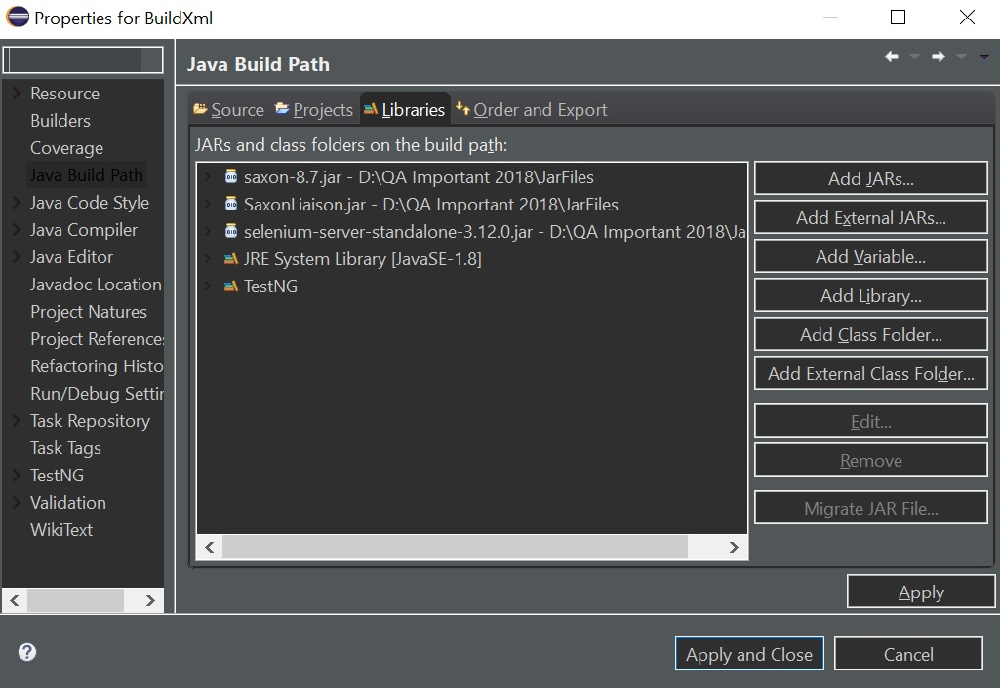 Properties for BuildXml
Java Build Path
Resource
Builders
Coverage
Java Build Path
Java Code Style
Java Compiler
Java Editor
Javadoc Location
Project Natures
Project References
Refactoring Histo
Run/Debug Settin
Task Repository
Task Tags
TestNG
Validation
WikiText
Source Projects Libraries Order and Export
JARs and class folders on the build path:
saxon-8.7.jar - D:\QA Important 2018\JarFiles
SaxonLiaison.jar - D:\QA Important 2018\JarFiles
selenium-server-standalone-3.12.0.jar - D:\QA Important 2018\Ja
JRE System Library [JavaSE-1.8]
TestNG
Add JARs...
Add External JARs...
Add Variable...
Add Library...
Add Class Folder...
Add External Class Folder...
Edit...
Remove
Migrate JAR File...
Apply
?
Apply and Close
Cancel